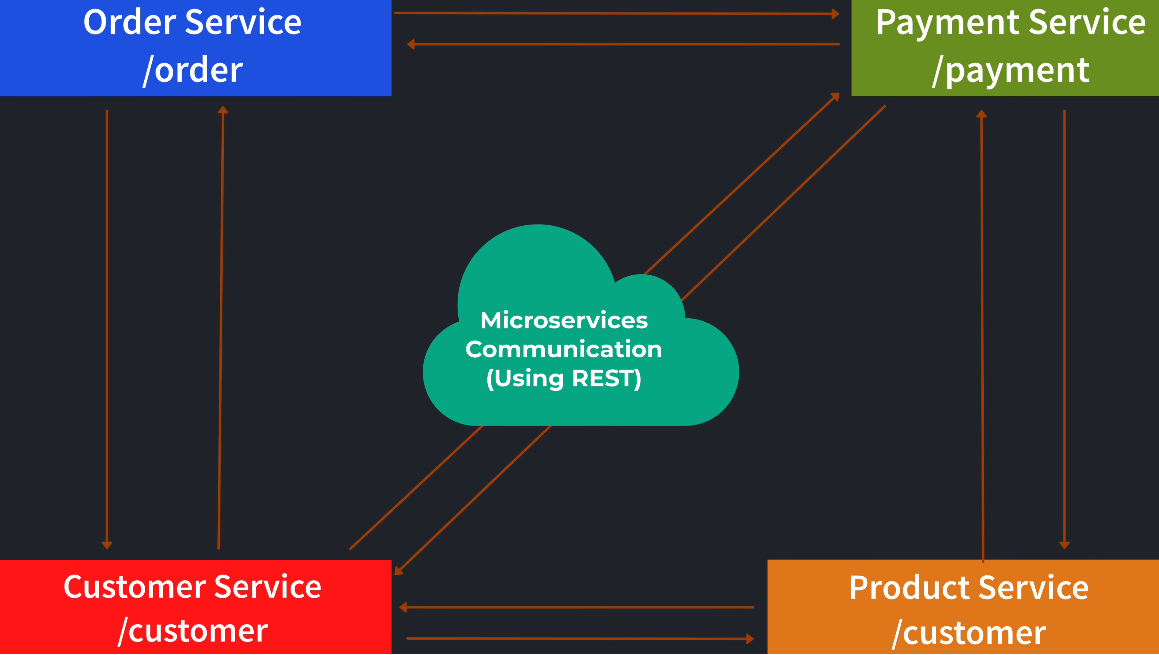 Order Service
/order
Payment Service
/payment
Microservices
Communication
(Using REST)
Customer Service
/customer
Product Service
/customer